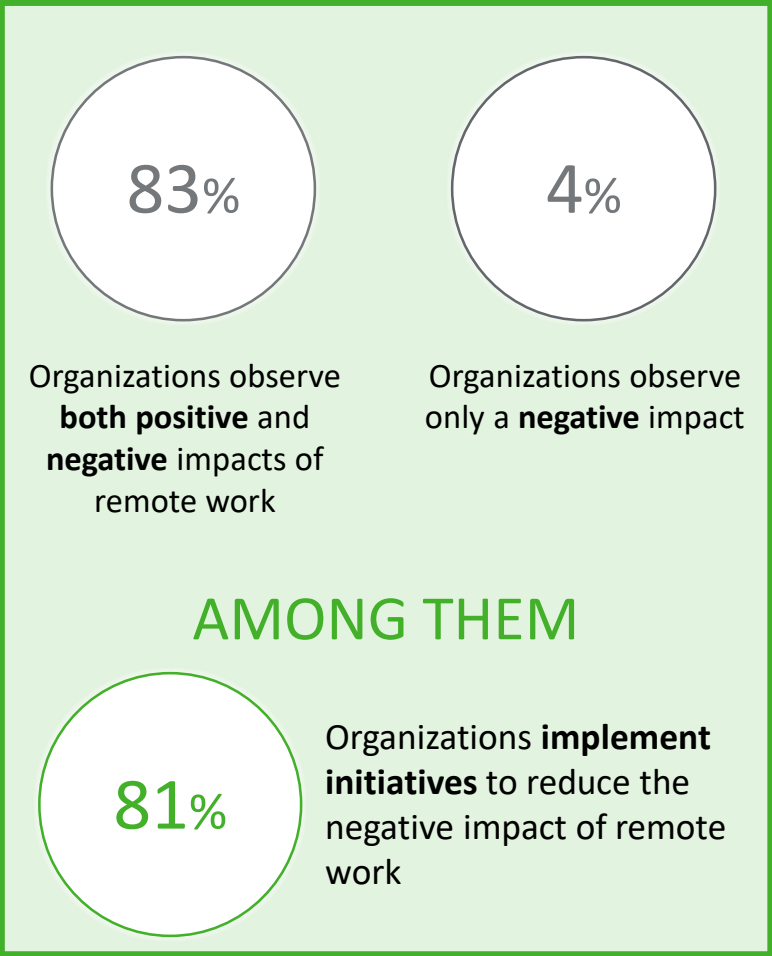 83%
Organizations observe
both positive and
negative impacts of
remote work
4%
Organizations observe
only a negative impact
AMONG THEM
81%
Organizations implement
initiatives to reduce the
negative impact of remote
work